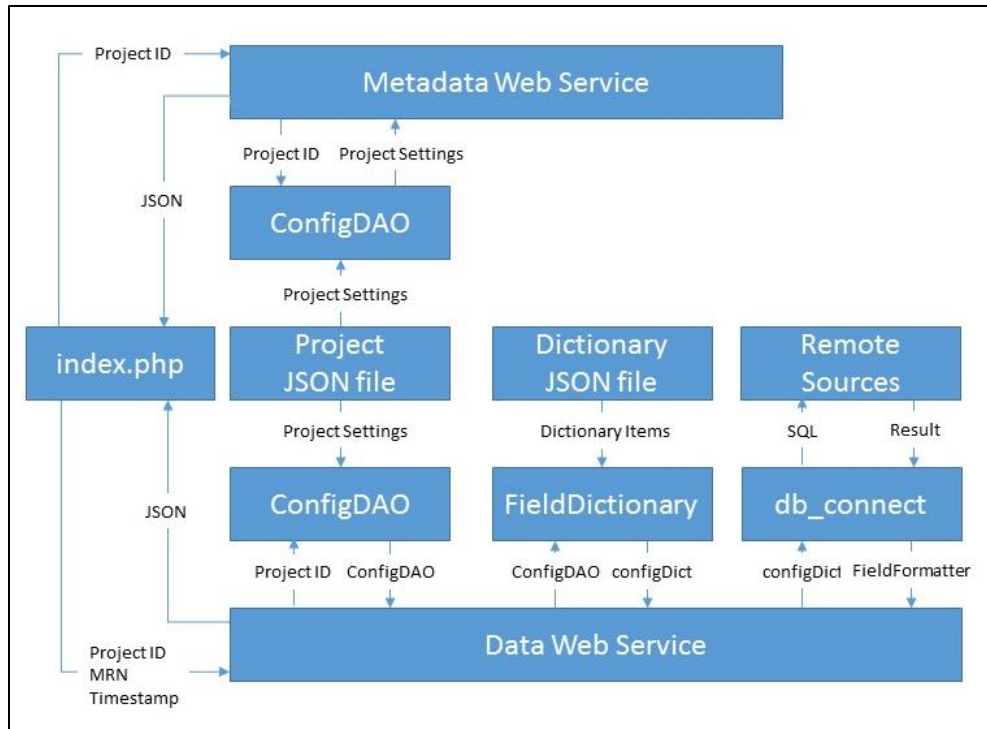 Project ID
Metadata Web Service
Project ID
Project Settings
JSON
ConfigDAO
Project Settings
index.php
Project
JSON file
Dictionary
JSON file
Remote
Sources
Project Settings
Dictionary Items
SQL
Result
JSON
ConfigDAO
FieldDictionary
db_connect
Project ID
ConfigDAO
ConfigDAO
configDict
configDict
FieldFormatter
Data Web Service
Project ID
MRN
Timestamp